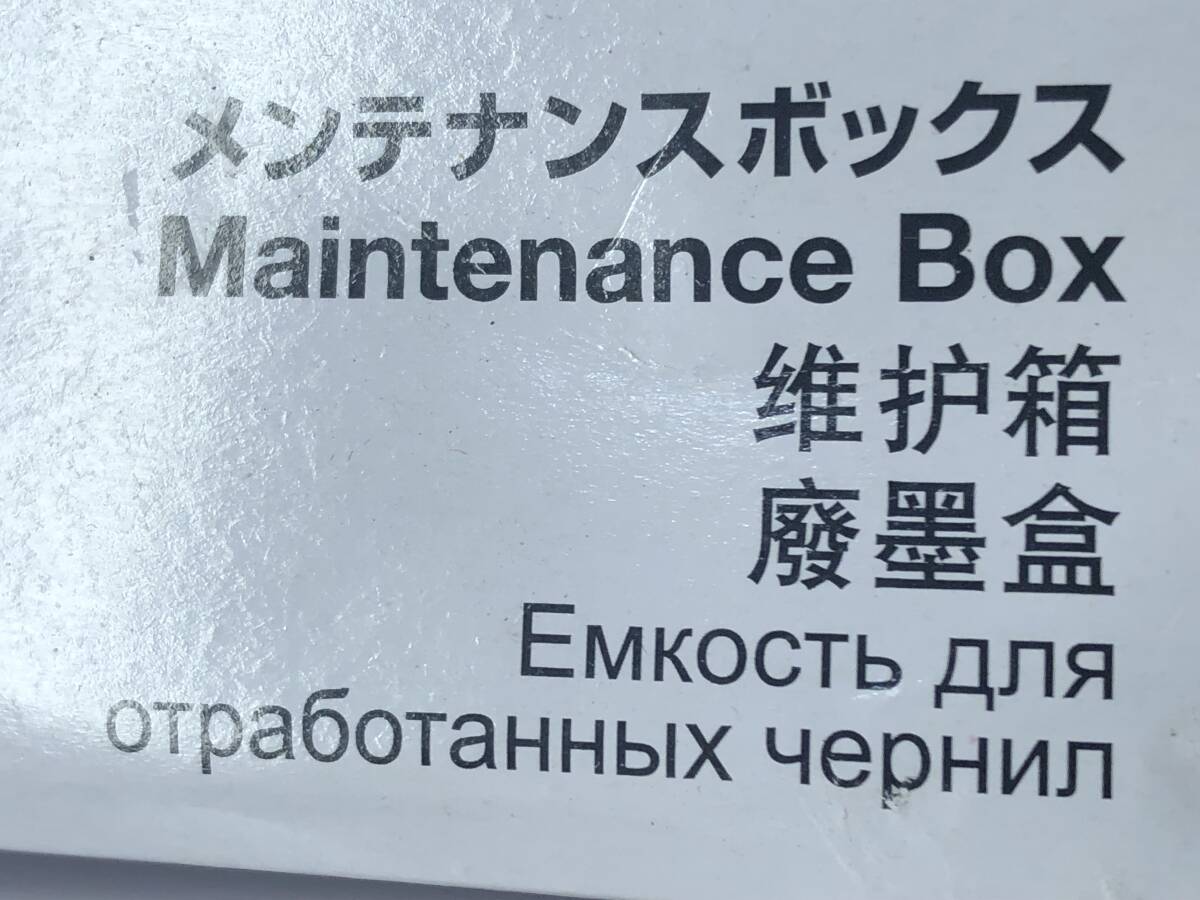 メンテナンスボックス
Maintenance Box
维护箱
廢墨盒
Емкость для
отработанных чернил